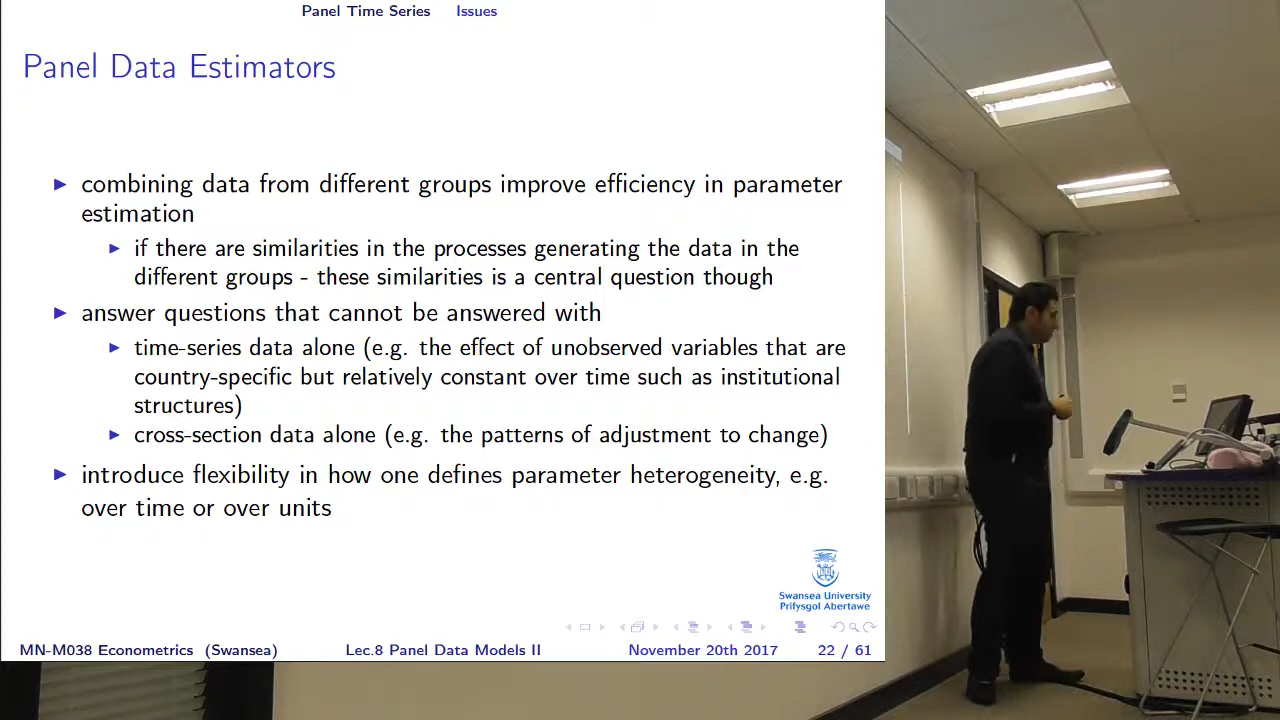 Panel Time Series Issues
Panel Data Estimators
combining data from different groups improve efficiency in parameter
estimation
if there are similarities in the processes generating the data in the
different groups - these similarities is a central question though
answer questions that cannot be answered with
time-series data alone (e.g. the effect of unobserved variables that are
country-specific but relatively constant over time such as institutional
structures)
cross-section data alone (e.g. the patterns of adjustment to change)
introduce flexibility in how one defines parameter heterogeneity, e.g.
over time or over units
Swansea University
Prifysgol Abertawe
MN-M038 Econometrics (Swansea) Lec.8 Panel Data Models II November 20th 2017 22 / 61